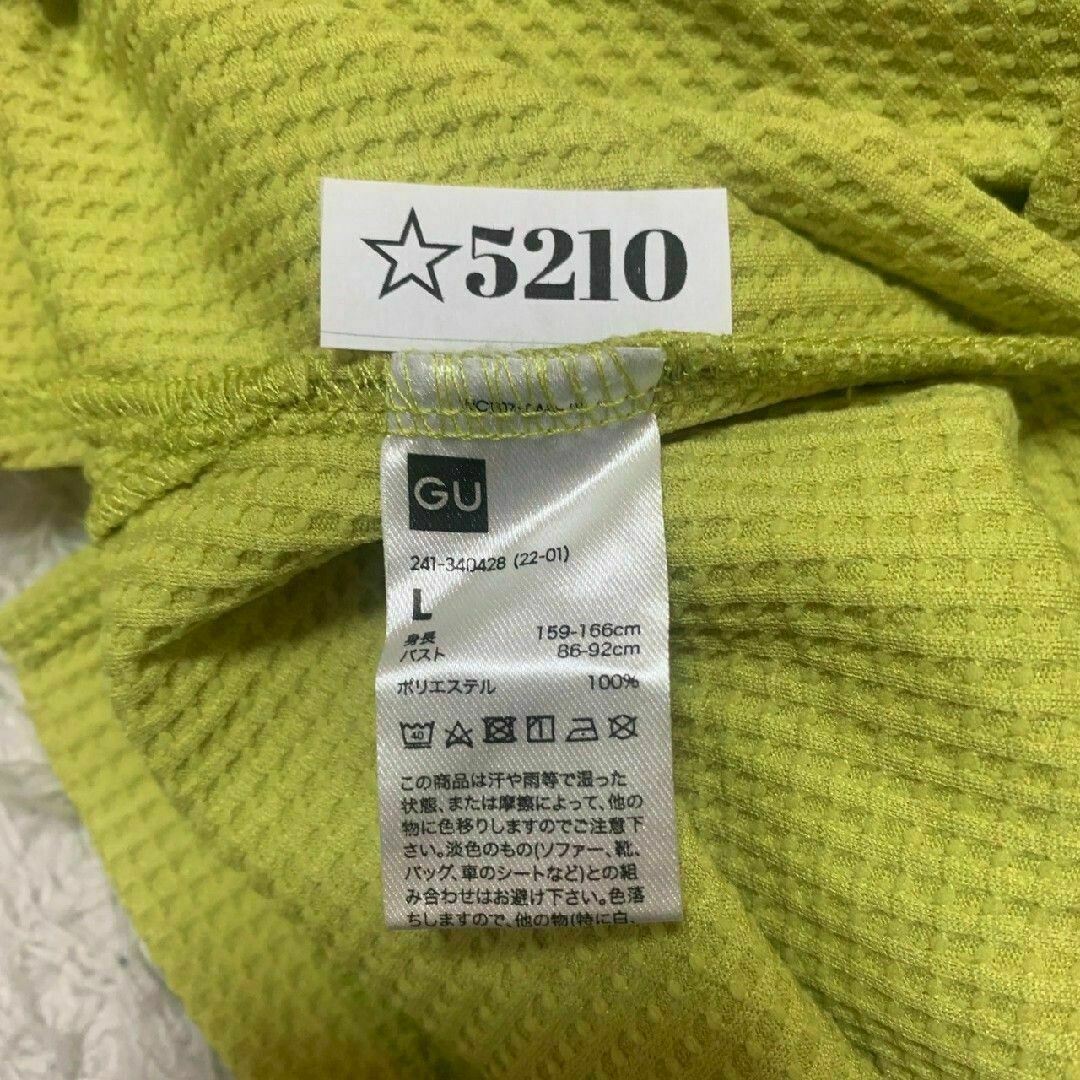 ☆5210
GU
241-340428 (22-01)
L
身長 159-166cm
バスト 86-92cm
ポリエステル 100%
40
この商品は汗や雨等で湿った
状態、または摩擦によって、他の
物に色移りしますのでご注意下
さい。淡色のもの(ソファー、靴、
バッグ、車のシートなど)との組
み合わせはお避け下さい。色落
ちしますので、他の物(特に白、